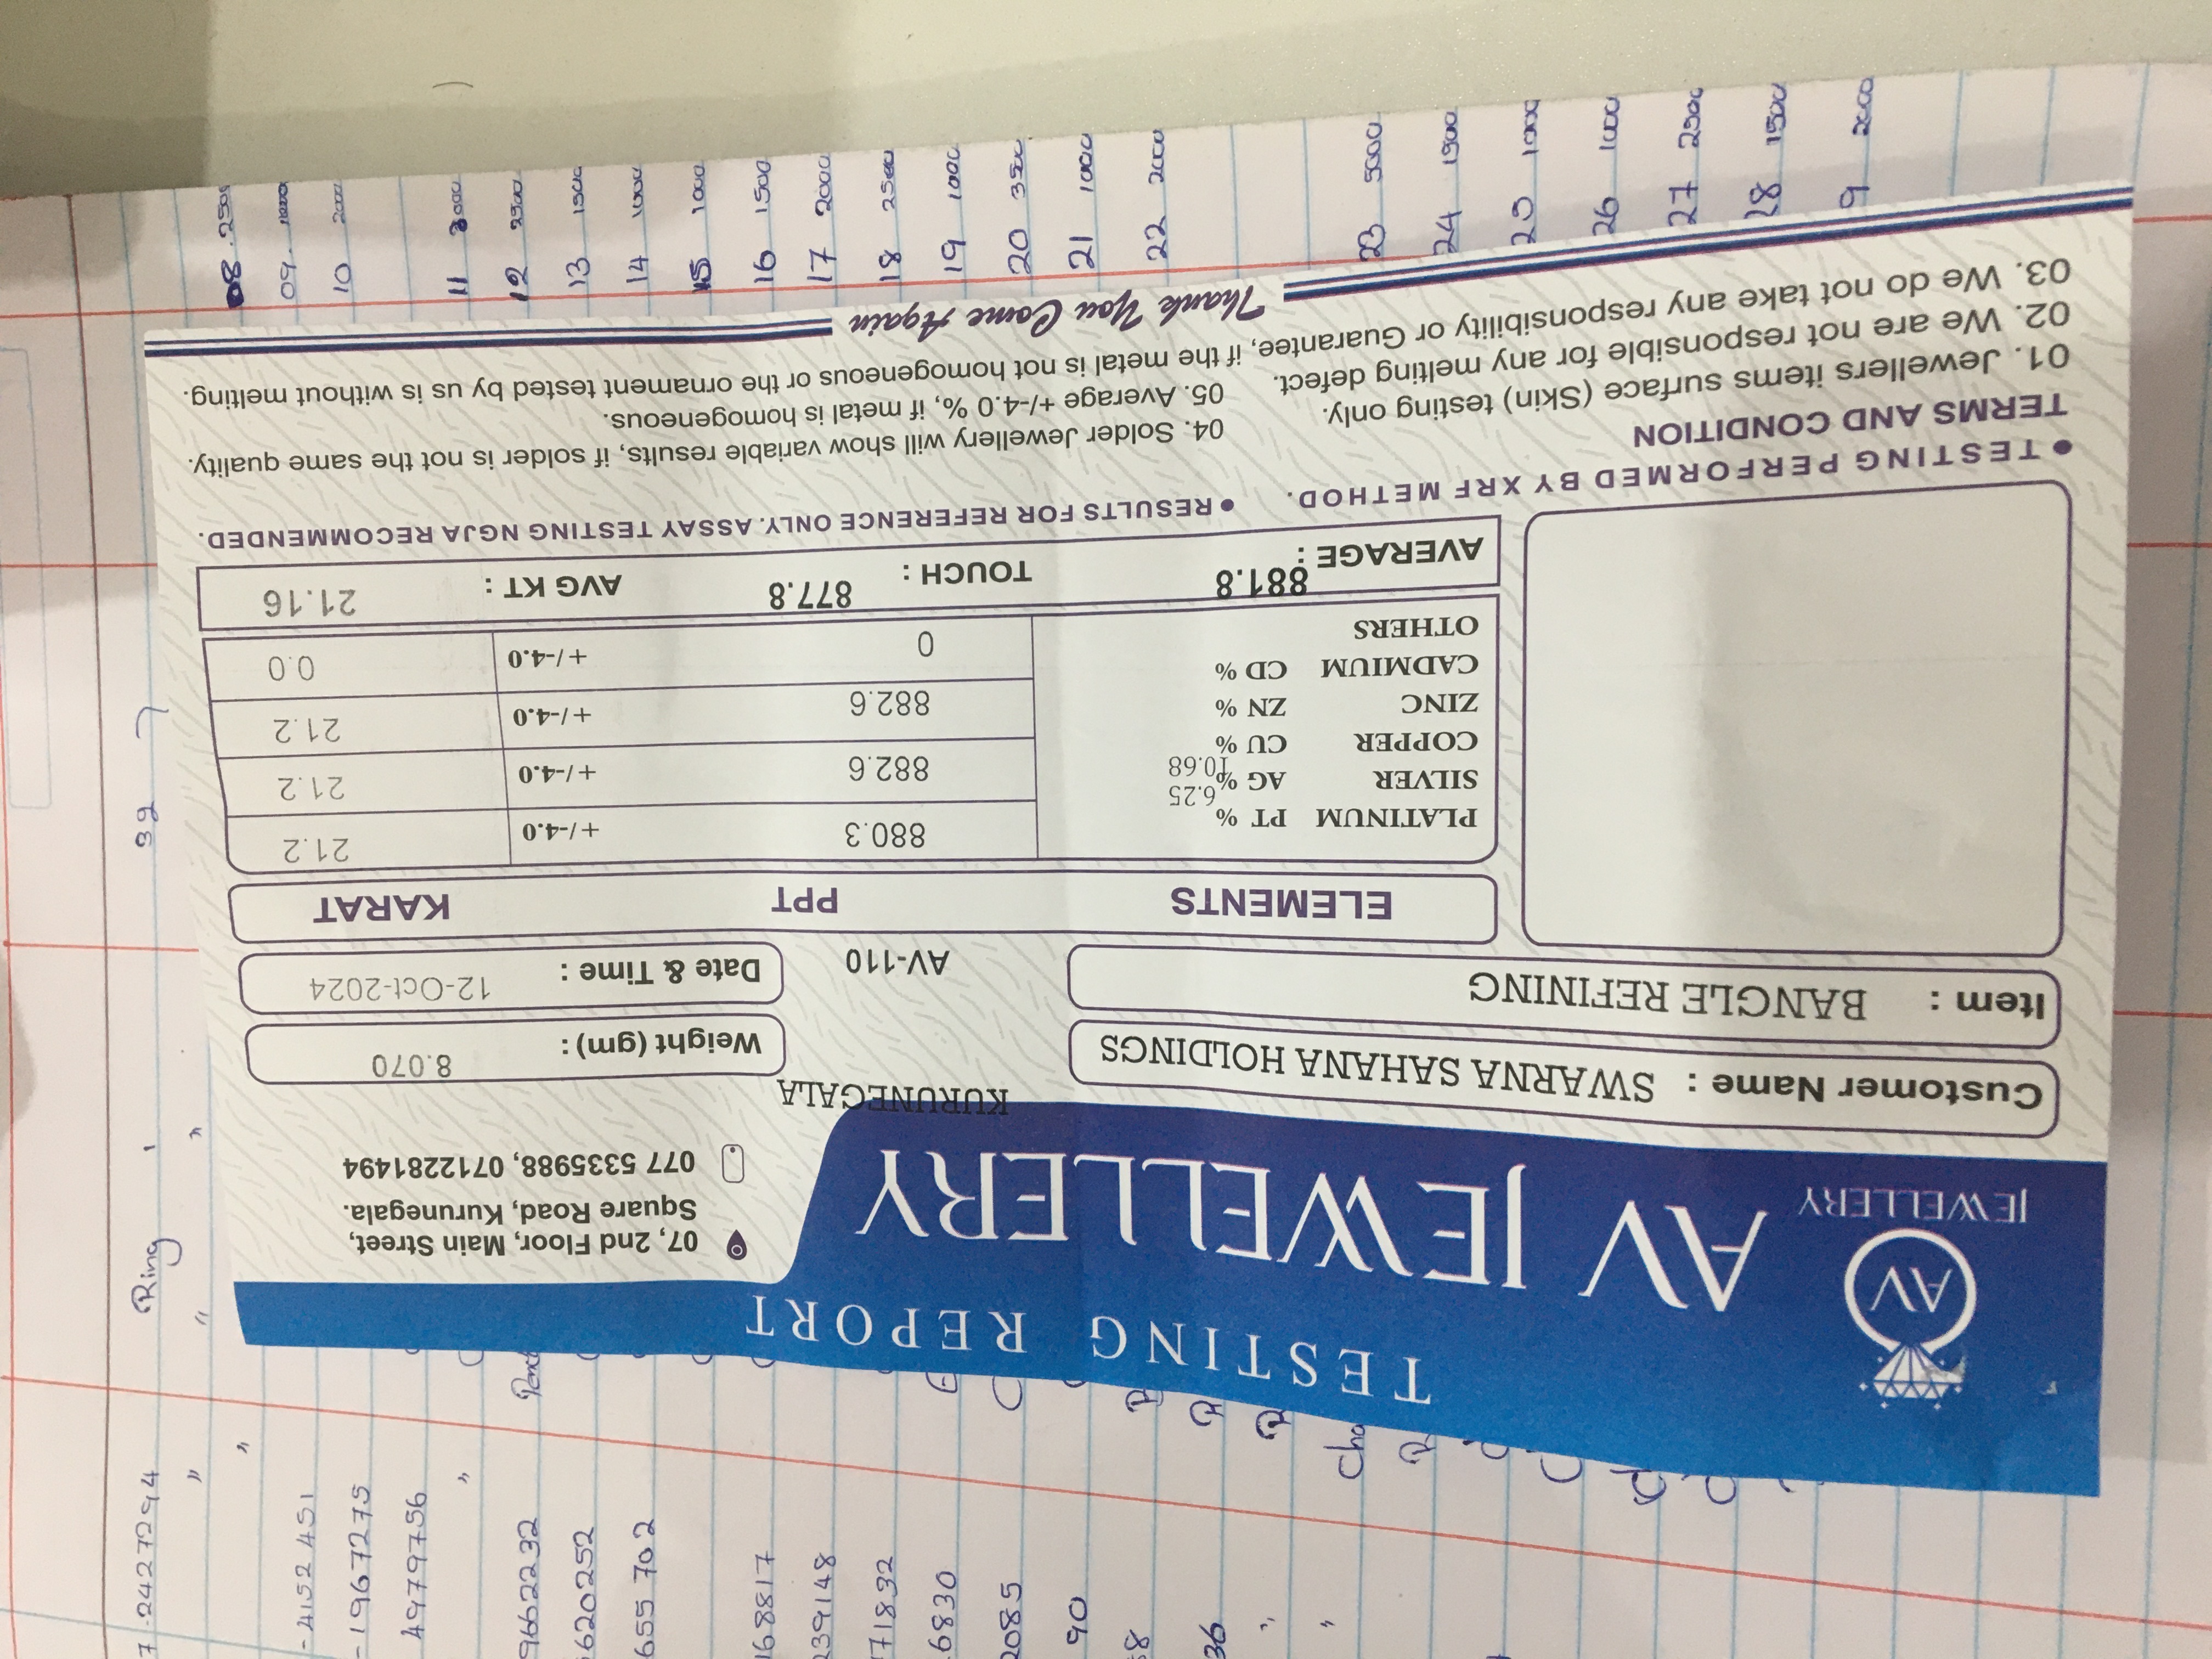 TESTING REPORT
AV
JEWELLERY
AV JEWELLERY
07, 2nd Floor, Main Street,
Square Road, Kurunegala.
077 5335988, 0712281494
KURUNEGALA
Customer Name : SWARNA SAHANA HOLDINGS
Weight (gm) : 8.070
Item : BANGLE REFINING
AV-110
Date & Time : 12-Oct-2024
ELEMENTS PPT KARAT
PLATINUM PT %
SILVER AG % 6.25
COPPER CU % 10.68
ZINC ZN %
CADMIUM CD %
OTHERS
880.3 +/-4.0 21.2
882.6 +/-4.0 21.2
882.6 +/-4.0 21.2
0 +/-4.0 0.0
AVERAGE : 881.8 TOUCH : 877.8 AVG KT : 21.16
• TESTING PERFORMED BY XRF METHOD. • RESULTS FOR REFERENCE ONLY. ASSAY TESTING NGJA RECOMMENDED.
TERMS AND CONDITION
01. Jewellers items surface (Skin) testing only.
02. We are not responsible for any melting defect.
03. We do not take any responsibility or Guarantee, if the metal is not homogeneous or the ornament tested by us is without melting.
04. Solder Jewellery will show variable results, if solder is not the same quality.
05. Average +/-4.0 %, if metal is homogeneous.
Thank You Come Again
7 2427294 Ring 1 32 7
" " "
"
-4152 451
-1967275
4979756
"
9662232
620252
655 702
168817
239148
71832
6830
2085
90
36
Cha
08 2500
09.
10 2000
11 3000
12 2500
13 1500
14 1000
15 1000
16 1500
17 2000
18 2500
19 1000
20 3500
21 1000
22 2000
23 5000
24 1500
26 1000
27 2500
28 1500
9 2000